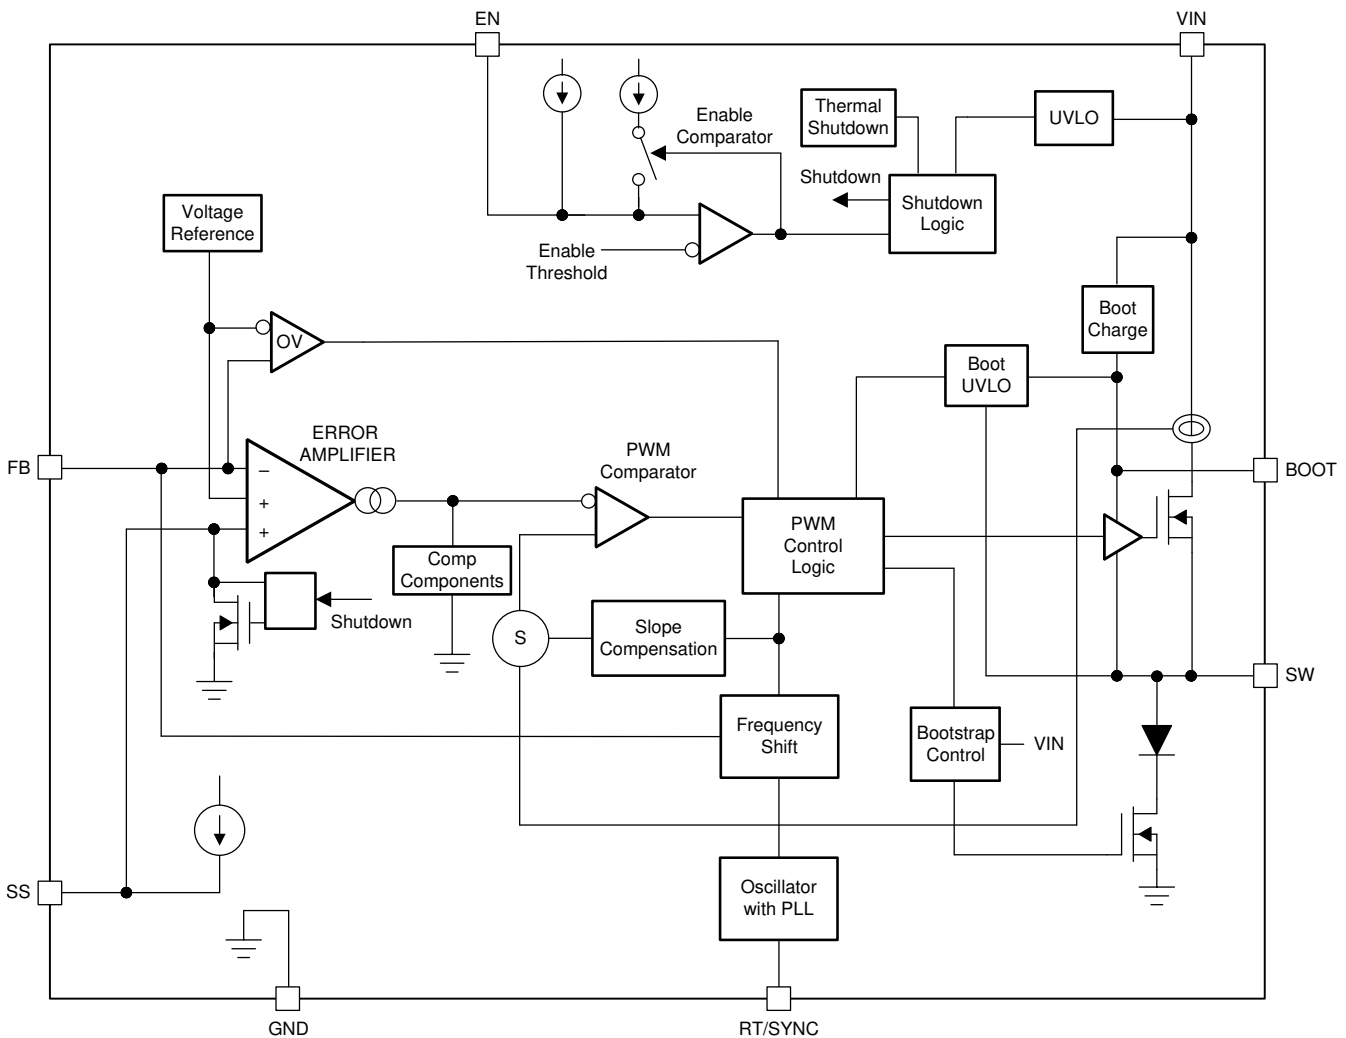 EN
VIN
Enable
Comparator
Thermal
Shutdown
UVLO
Shutdown
Shutdown
Logic
Voltage
Reference
Enable
Threshold
Boot
Charge
OV
Boot
UVLO
ERROR
AMPLIFIER
PWM
Comparator
FB
BOOT
−
+
+
PWM
Control
Logic
Comp
Components
Shutdown
S
Slope
Compensation
SW
Frequency
Shift
Bootstrap
Control
VIN
SS
Oscillator
with PLL
GND
RT/SYNC